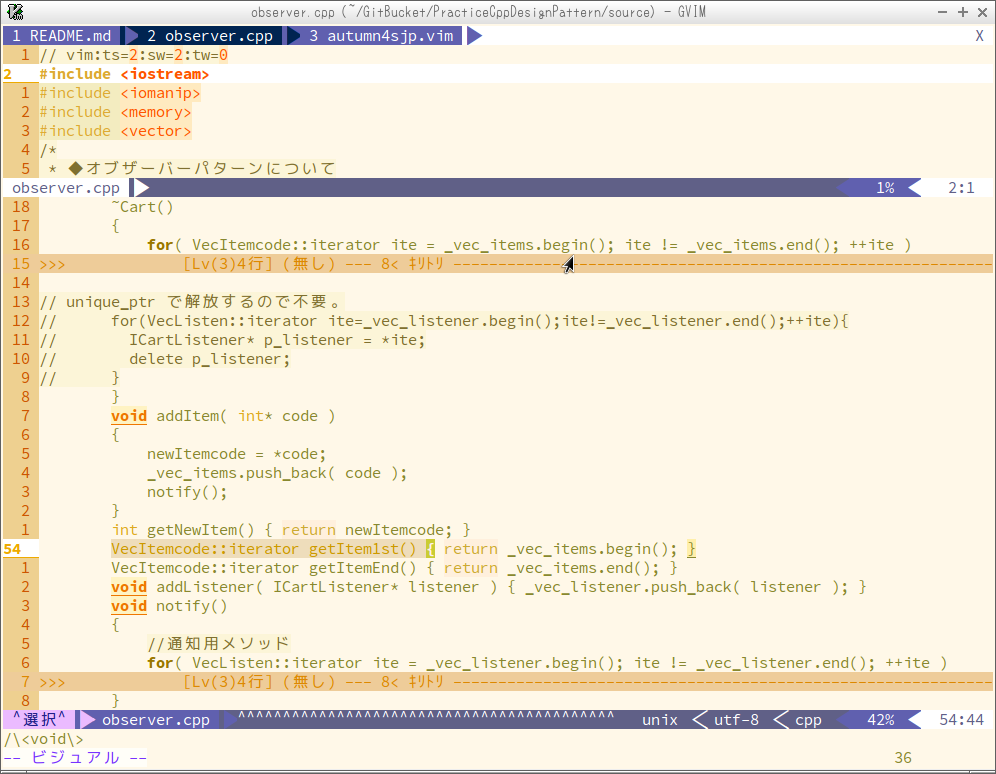 observer.cpp (~/GitBucket/PracticeCppDesignPattern/source) - GVIM
1 README.md 2 observer.cpp 3 autumn4sjp.vim X
1 // vim:ts=2:sw=2:tw=0
2 #include <iostream>
1 #include <iomanip>
2 #include <memory>
3 #include <vector>
4 /*
5  * ◆オブザーバーパターンについて
observer.cpp 1% 2:1
18         ~Cart()
17         {
16             for( VecItemcode::iterator ite = _vec_items.begin(); ite != _vec_items.end(); ++ite )
15 >>>             [Lv(3)4行] (無し) --- 8< ｷﾘﾄﾘ ------------------------------------------------------------
14
13 // unique_ptr で解放するので不要。
12 //      for(VecListen::iterator ite=_vec_listener.begin();ite!=_vec_listener.end();++ite){
11 //        ICartListener* p_listener = *ite;
10 //        delete p_listener;
9 //      }
8         }
7         void addItem( int* code )
6         {
5             newItemcode = *code;
4             _vec_items.push_back( code );
3             notify();
2         }
1         int getNewItem() { return newItemcode; }
54         VecItemcode::iterator getItem1st() { return _vec_items.begin(); }
1         VecItemcode::iterator getItemEnd() { return _vec_items.end(); }
2         void addListener( ICartListener* listener ) { _vec_listener.push_back( listener ); }
3         void notify()
4         {
5             //通知用メソッド
6             for( VecListen::iterator ite = _vec_listener.begin(); ite != _vec_listener.end(); ++ite )
7 >>>             [Lv(3)4行] (無し) --- 8< ｷﾘﾄﾘ ------------------------------------------------------------
8         }
^選択^ observer.cpp ^^^^^^^^^^^^^^^^^^^^^^^^^^^^^^^^^^^^^^^^^^ unix utf-8 cpp 42% 54:44
/\<void\>
-- ビジュアル -- 36